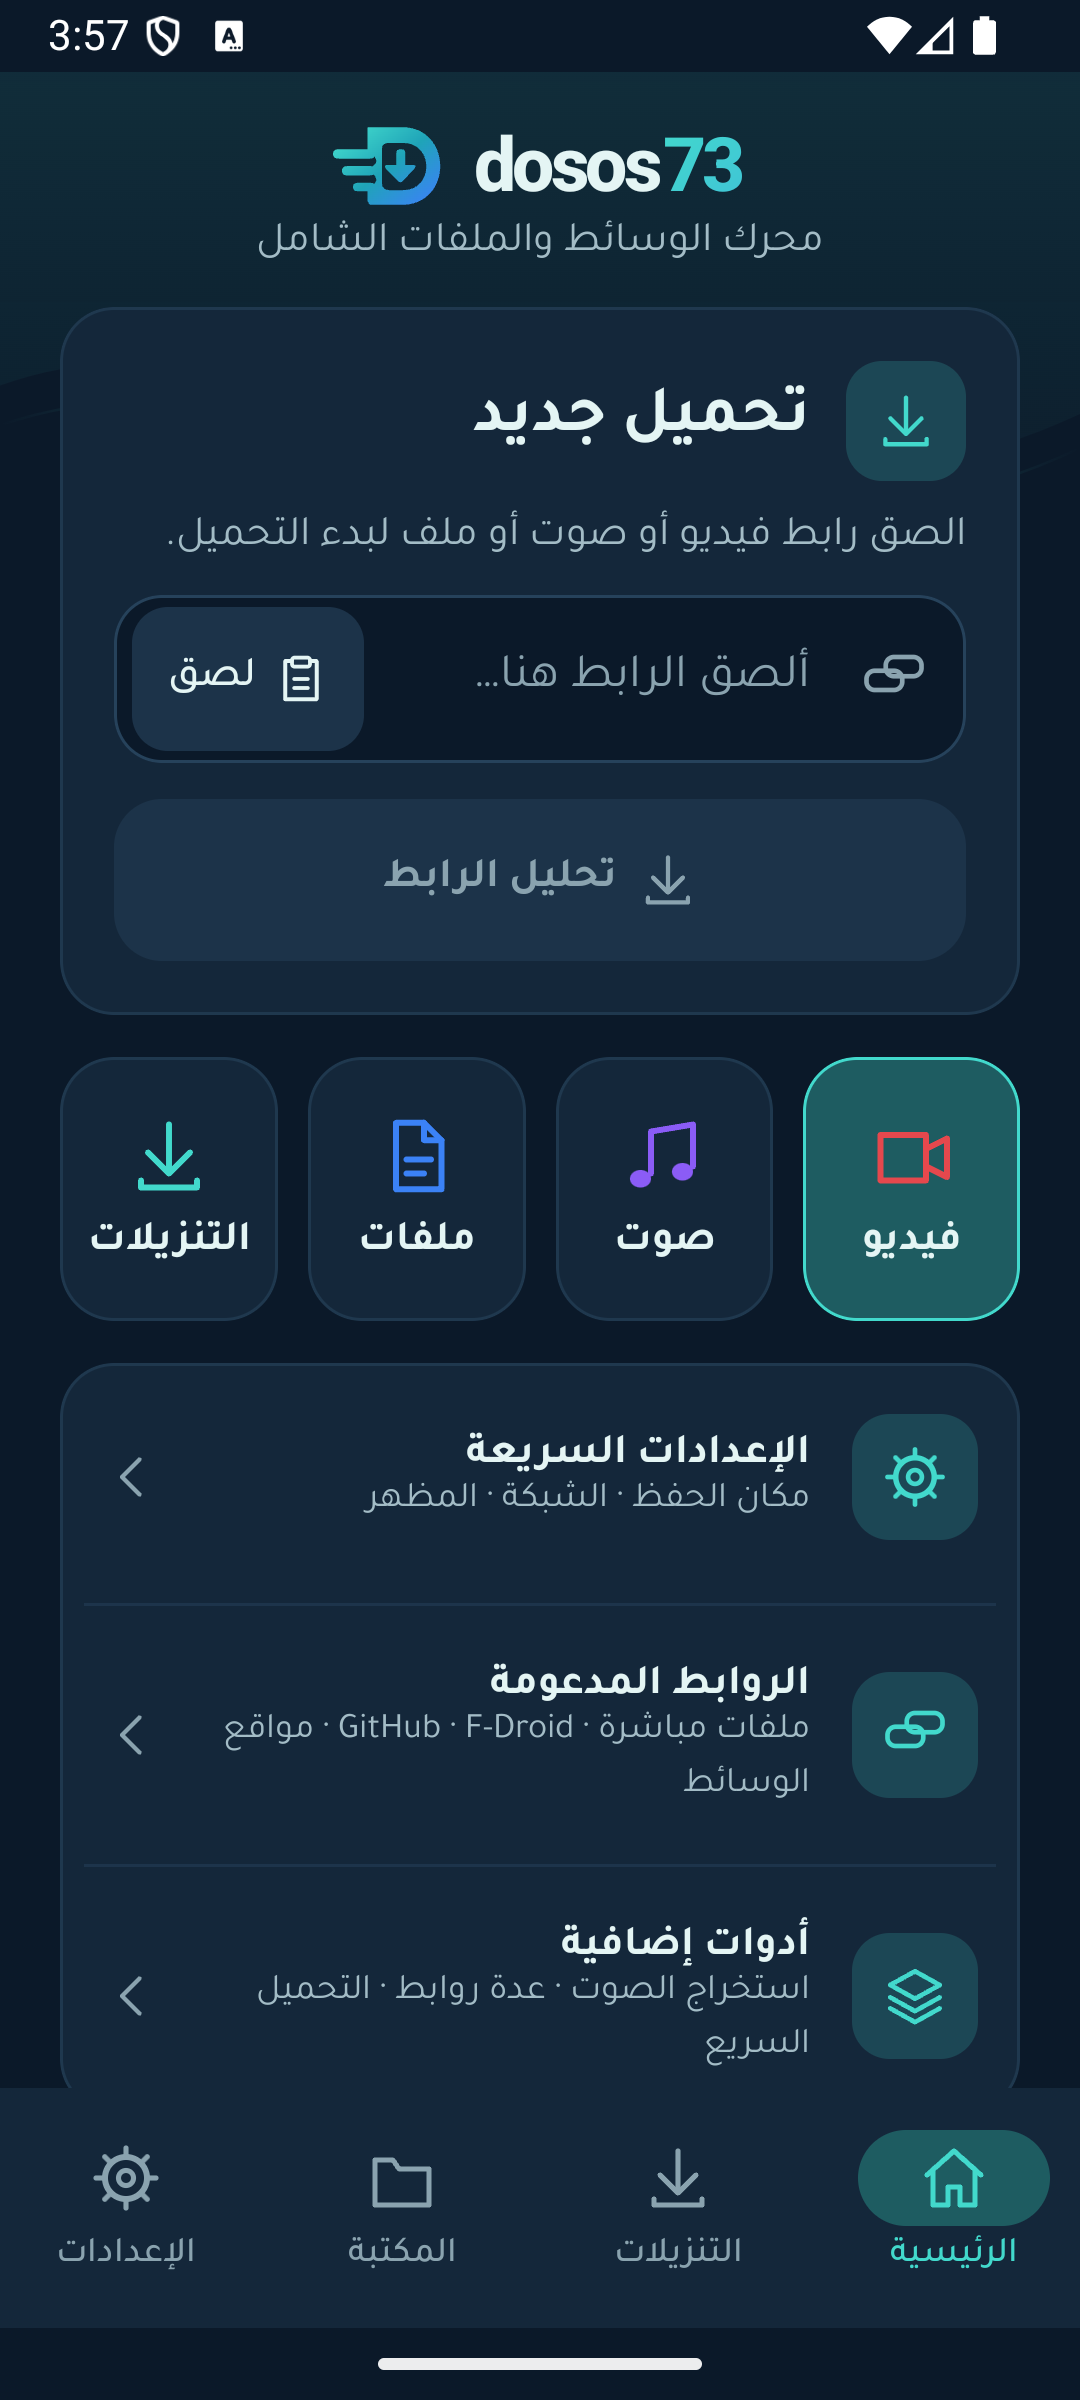 3:57
dosos73
محرك الوسائط والملفات الشامل
تحميل جديد
الصق رابط فيديو أو صوت أو ملف لبدء التحميل.
ألصق الرابط هنا...
لصق
تحليل الرابط
فيديو
صوت
ملفات
التنزيلات
الإعدادات السريعة
مكان الحفظ · الشبكة · المظهر
الروابط المدعومة
ملفات مباشرة · GitHub · F-Droid · مواقع
الوسائط
أدوات إضافية
استخراج الصوت · عدة روابط · التحميل
السريع
الرئيسية
التنزيلات
المكتبة
الإعدادات